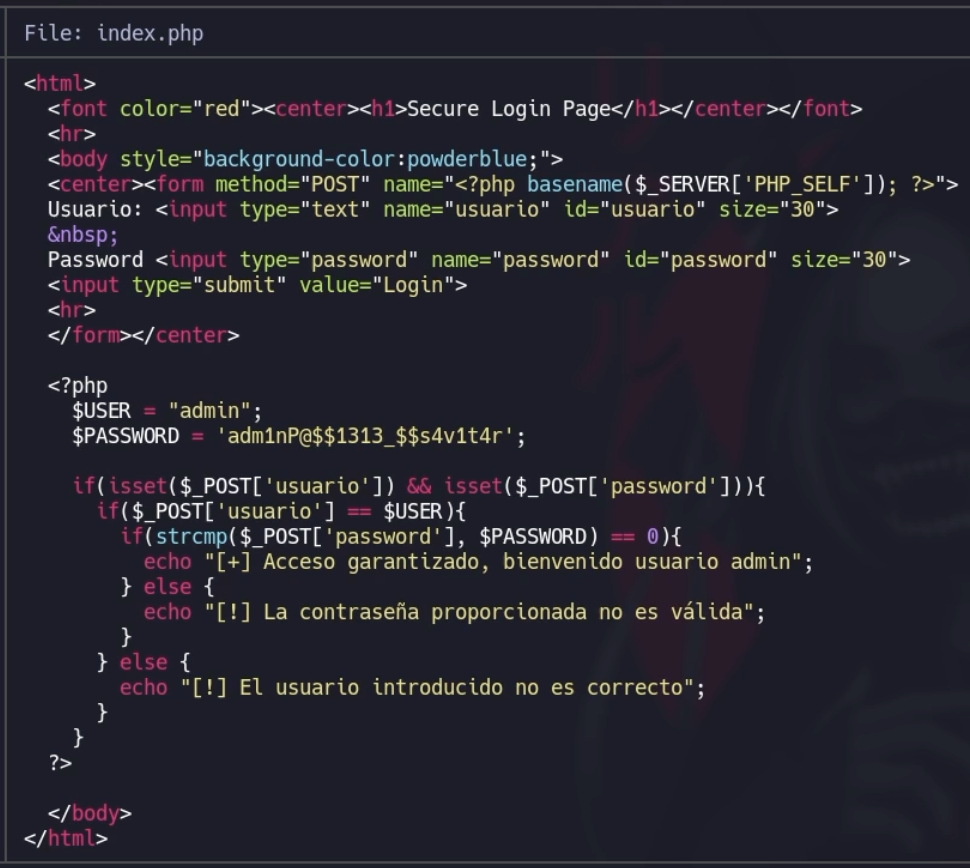 File: index.php
<html>
<font color="red"><center><h1>Secure Login Page</h1></center></font>
<hr>
<body style="background-color:powderblue;">
<center><form method="POST" name="<?php basename($_SERVER['PHP_SELF']); ?>">
Usuario: <input type="text" name="usuario" id="usuario" size="30">
&nbsp;
Password <input type="password" name="password" id="password" size="30">
<input type="submit" value="Login">
<hr>
</form></center>
<?php
$USER = "admin";
$PASSWORD = 'adm1nP@$$1313_$$s4v1t4r';
if(isset($_POST['usuario']) && isset($_POST['password'])){
if($_POST['usuario'] == $USER){
if(strcmp($_POST['password'], $PASSWORD) == 0){
echo "[+] Acceso garantizado, bienvenido usuario admin";
} else {
echo "[!] La contraseña proporcionada no es válida";
}
} else {
echo "[!] El usuario introducido no es correcto";
}
}
?>
</body>
</html>